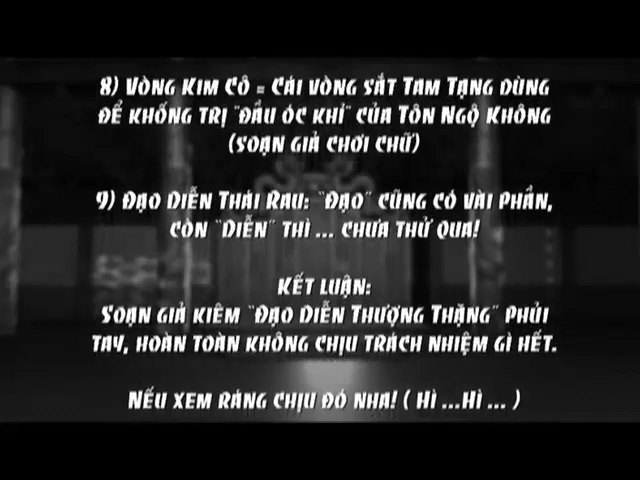 8) Vòng Kim Cô = Cái vòng sắt Tam Tạng dùng
để khống trị "đầu óc khỉ" của Tôn Ngộ Không
(soạn giả chơi chữ)
9) Đạo Diễn Thái Rau: "Đạo" cũng có vài phần,
còn "Diễn" thì ... chưa thử qua!
kết luận:
Soạn giả kiêm "Đạo Diễn Thượng Thặng" phủi
tay, hoàn toàn không chịu trách nhiệm gì hết.
Nếu xem ráng chịu đó nha! ( Hì ...Hì ... )